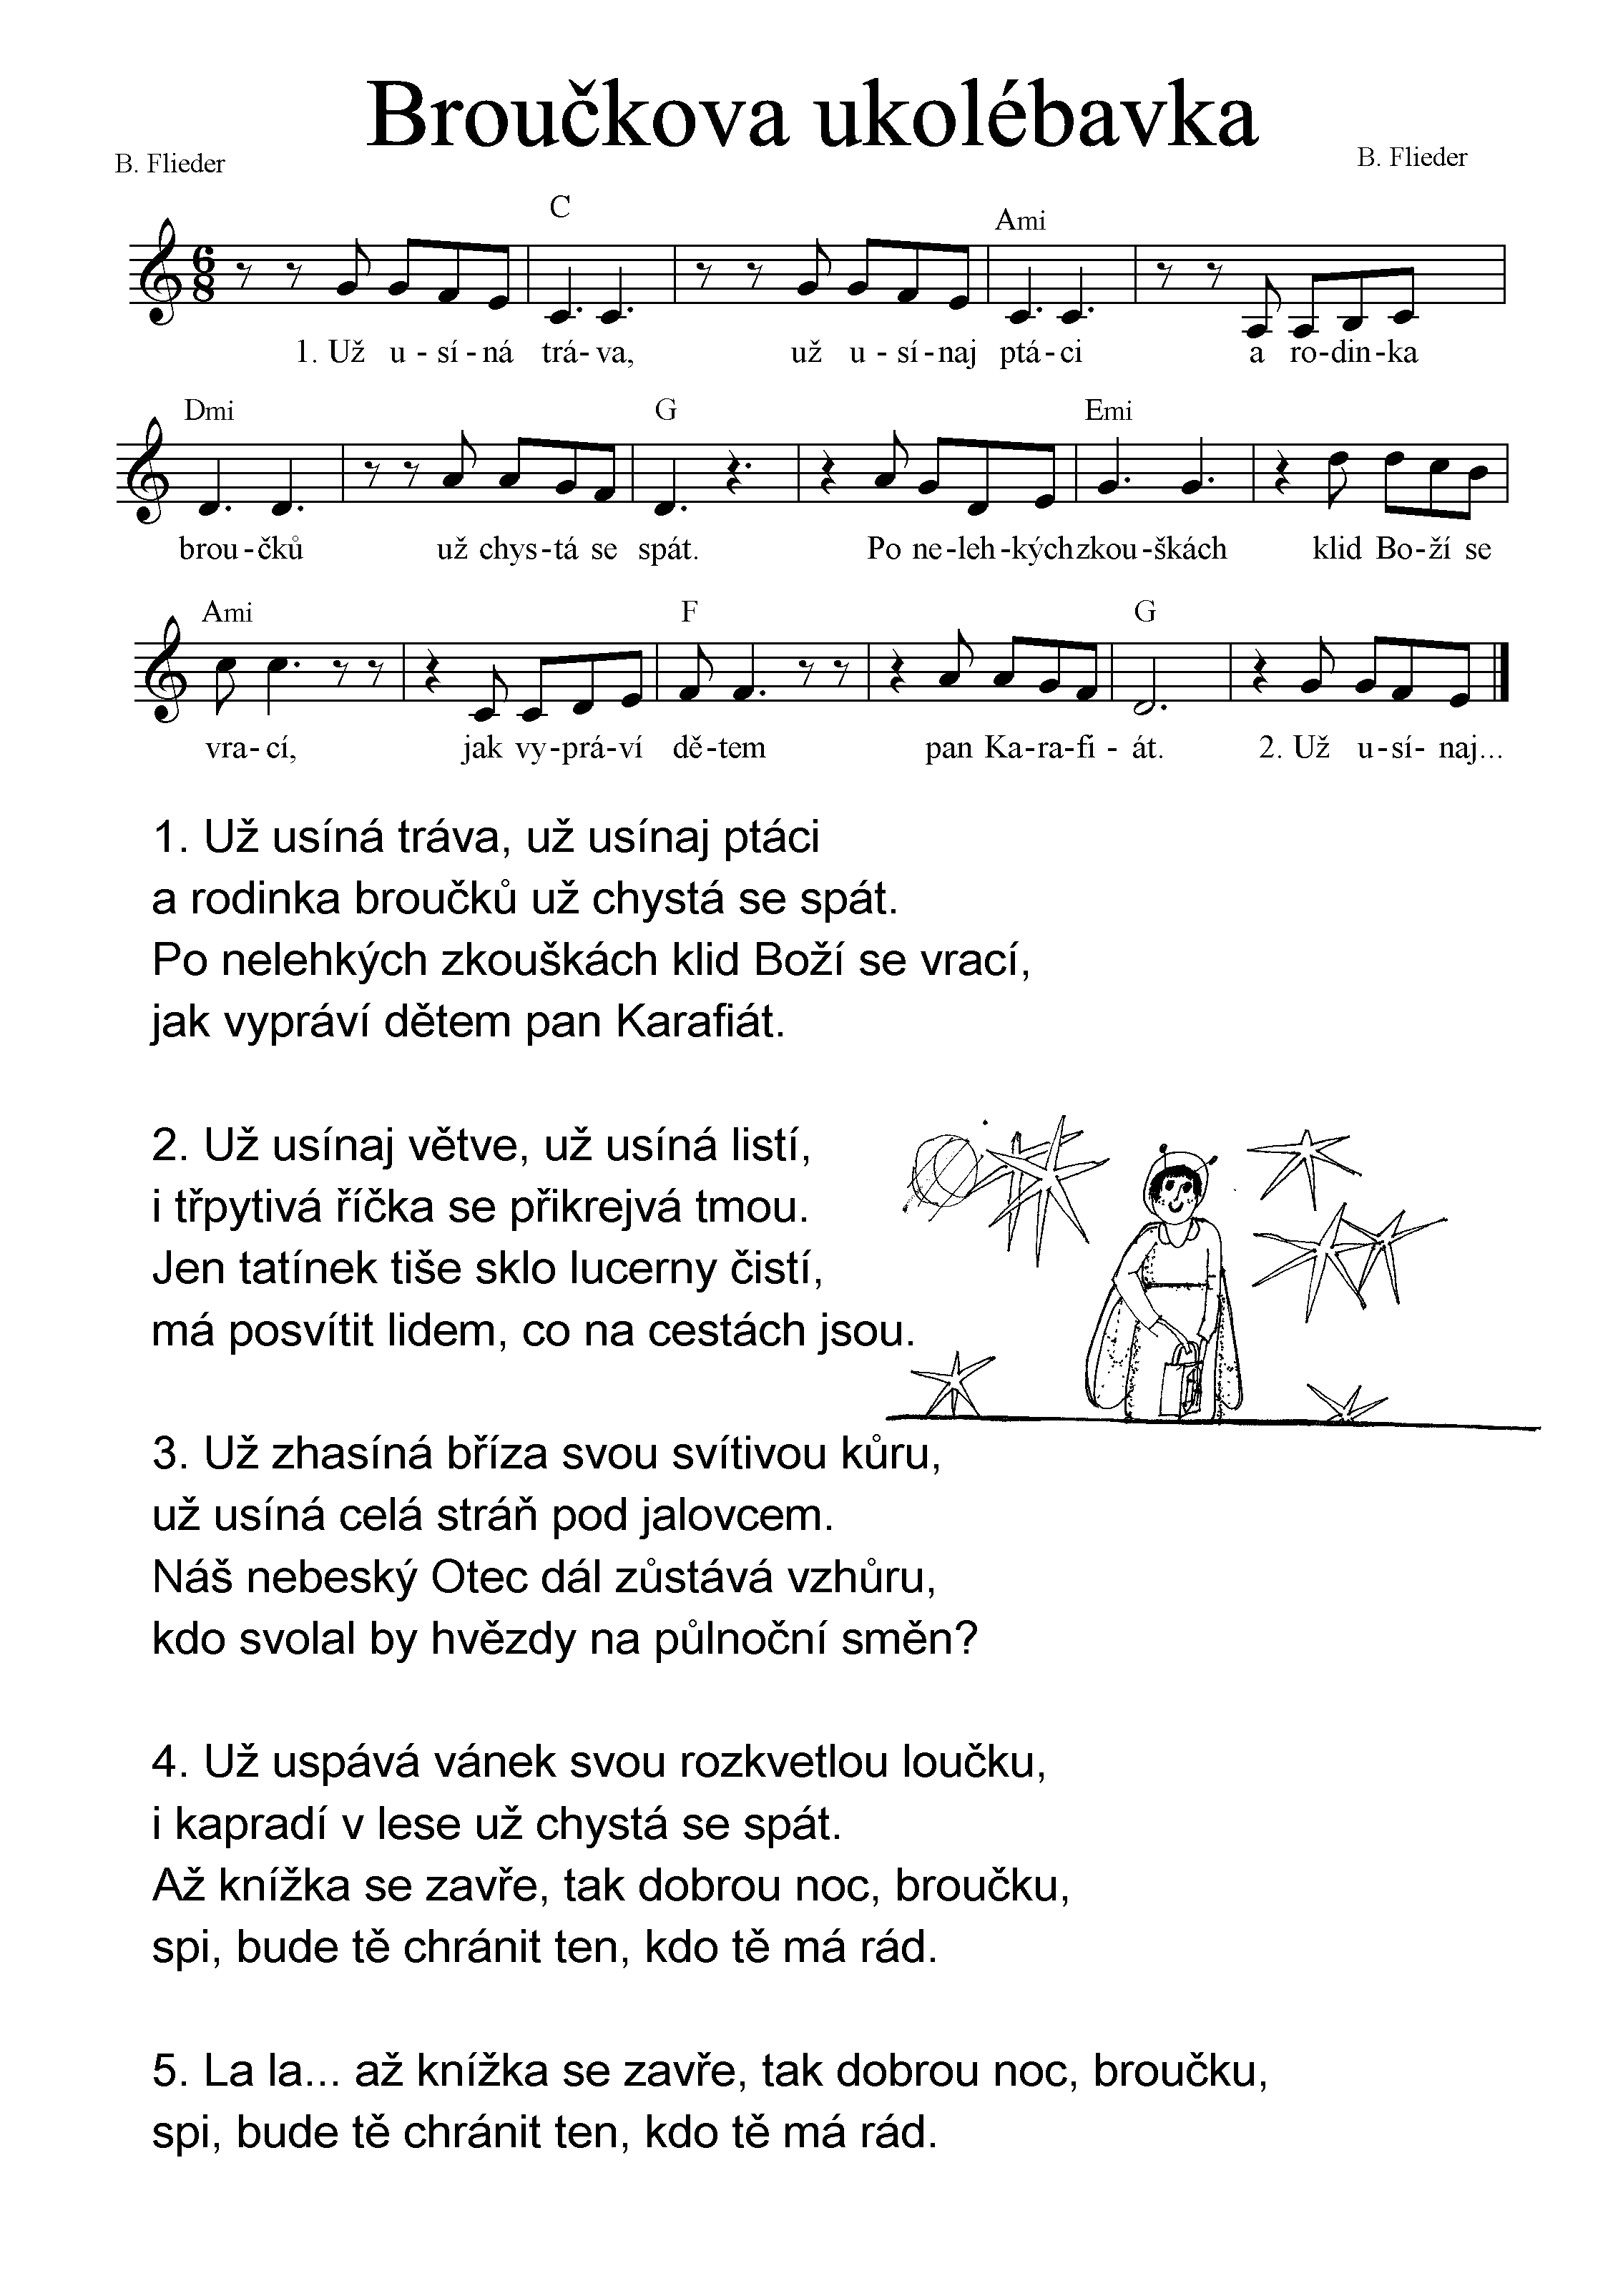 Broučkova ukolébavka
B. Flieder
B. Flieder
C
Ami
1. Už u - sí - ná trá - va, už u - sí - naj ptá - ci a ro - din - ka
Dmi G Emi
brou - čků už chys - tá se spát. Po ne - leh - kých zkou - škách klid Bo - ží se
Ami F G
vra - cí, jak vy - prá - ví dě - tem pan Ka - ra - fi - át. 2. Už u - sí - naj...
1. Už usíná tráva, už usínaj ptáci
a rodinka broučků už chystá se spát.
Po nelehkých zkouškách klid Boží se vrací,
jak vypráví dětem pan Karafiát.
2. Už usínaj větve, už usíná listí,
i třpytivá říčka se přikrejvá tmou.
Jen tatínek tiše sklo lucerny čistí,
má posvítit lidem, co na cestách jsou.
3. Už zhasíná bříza svou svítivou kůru,
už usíná celá stráň pod jalovcem.
Náš nebeský Otec dál zůstává vzhůru,
kdo svolal by hvězdy na půlnoční směn?
4. Už uspává vánek svou rozkvetlou loučku,
i kapradí v lese už chystá se spát.
Až knížka se zavře, tak dobrou noc, broučku,
spi, bude tě chránit ten, kdo tě má rád.
5. La la... až knížka se zavře, tak dobrou noc, broučku,
spi, bude tě chránit ten, kdo tě má rád.